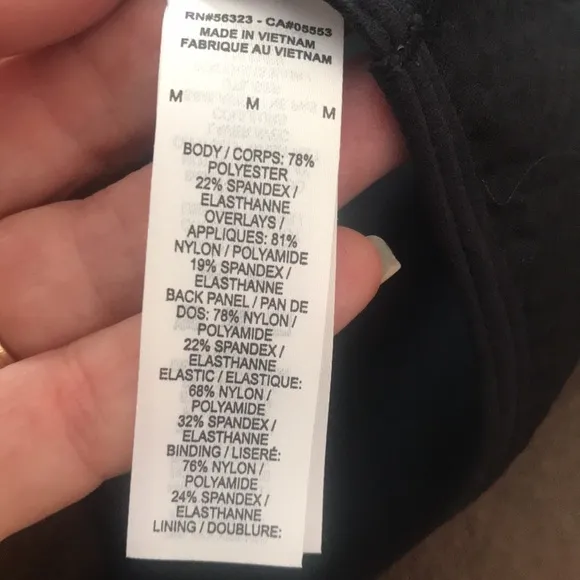 RN#56323 - CA#05553
MADE IN VIETNAM
FABRIQUE AU VIETNAM
M M M
BODY / CORPS: 78%
POLYESTER
22% SPANDEX /
ELASTHANNE
OVERLAYS /
APPLIQUES: 81%
NYLON / POLYAMIDE
19% SPANDEX /
ELASTHANNE
BACK PANEL / PAN DE
DOS: 78% NYLON /
POLYAMIDE
22% SPANDEX /
ELASTHANNE
ELASTIC / ELASTIQUE:
68% NYLON /
POLYAMIDE
32% SPANDEX /
ELASTHANNE
BINDING / LISERÉ:
76% NYLON /
POLYAMIDE
24% SPANDEX /
ELASTHANNE
LINING / DOUBLURE: